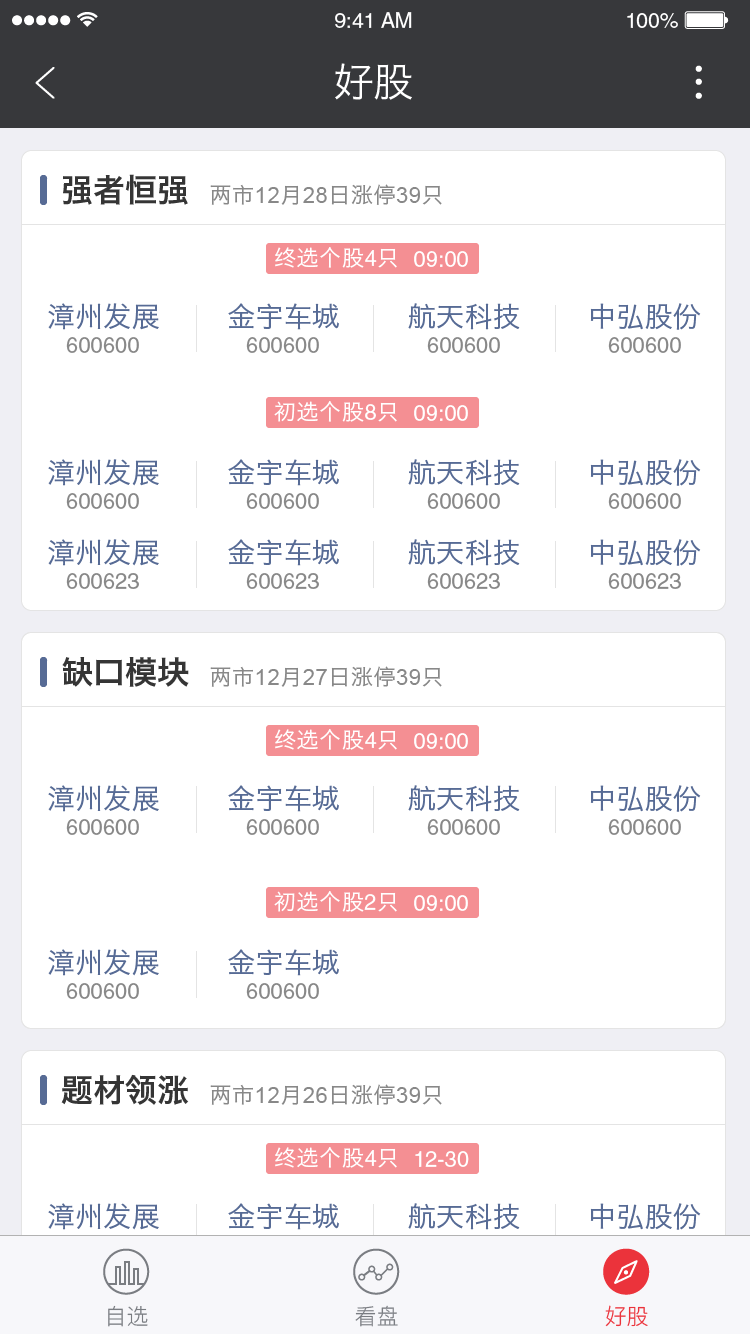 9:41 AM 100%
好股
强者恒强 两市12月28日涨停39只
终选个股4只 09:00
漳州发展 金宇车城 航天科技 中弘股份
600600 600600 600600 600600
初选个股8只 09:00
漳州发展 金宇车城 航天科技 中弘股份
600600 600600 600600 600600
漳州发展 金宇车城 航天科技 中弘股份
600623 600623 600623 600623
缺口模块 两市12月27日涨停39只
终选个股4只 09:00
漳州发展 金宇车城 航天科技 中弘股份
600600 600600 600600 600600
初选个股2只 09:00
漳州发展 金宇车城
600600 600600
题材领涨 两市12月26日涨停39只
终选个股4只 12-30
漳州发展 金宇车城 航天科技 中弘股份
自选 看盘 好股